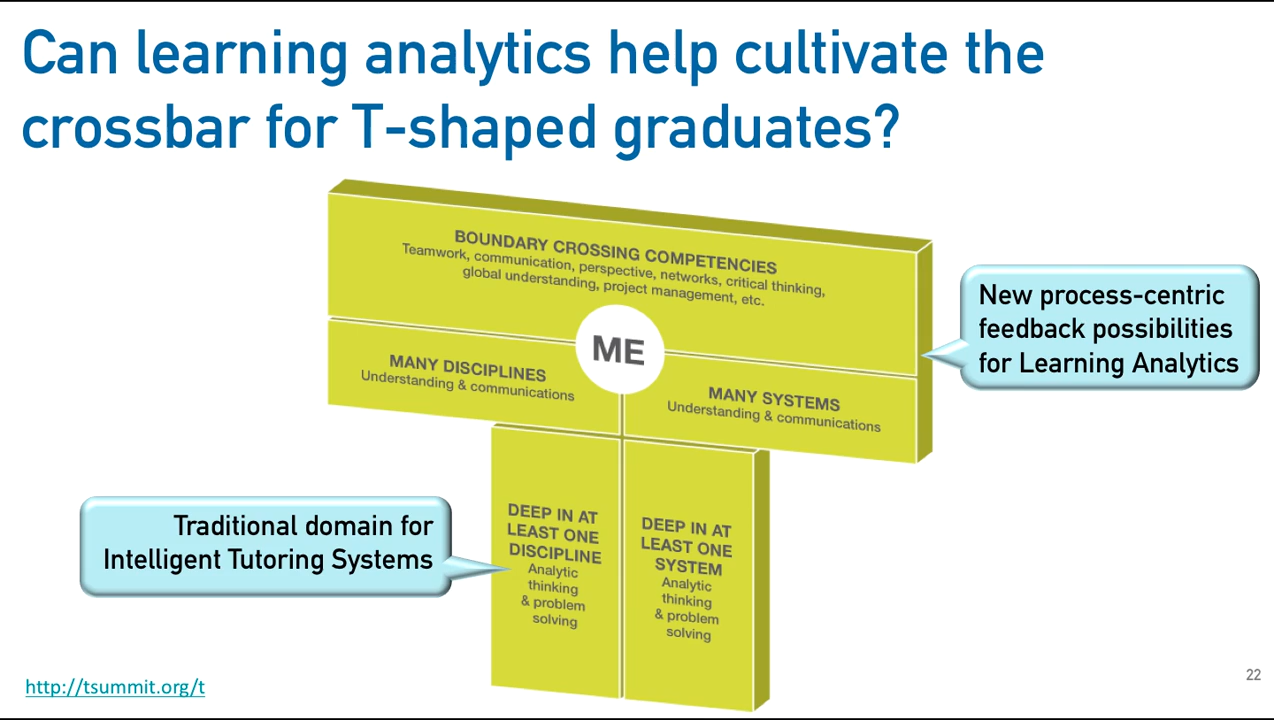 Can learning analytics help cultivate the
crossbar for T-shaped graduates?
BOUNDARY CROSSING COMPETENCIES
Teamwork, communication, perspective, networks, critical thinking,
global understanding, project management, etc.
New process-centric
feedback possibilities
for Learning Analytics
ME
MANY DISCIPLINES
Understanding & communications
MANY SYSTEMS
Understanding & communications
Traditional domain for
Intelligent Tutoring Systems
DEEP IN AT
LEAST ONE
DISCIPLINE
Analytic
thinking
& problem
solving
DEEP IN AT
LEAST ONE
SYSTEM
Analytic
thinking
& problem
solving
http://tsummit.org/t
22